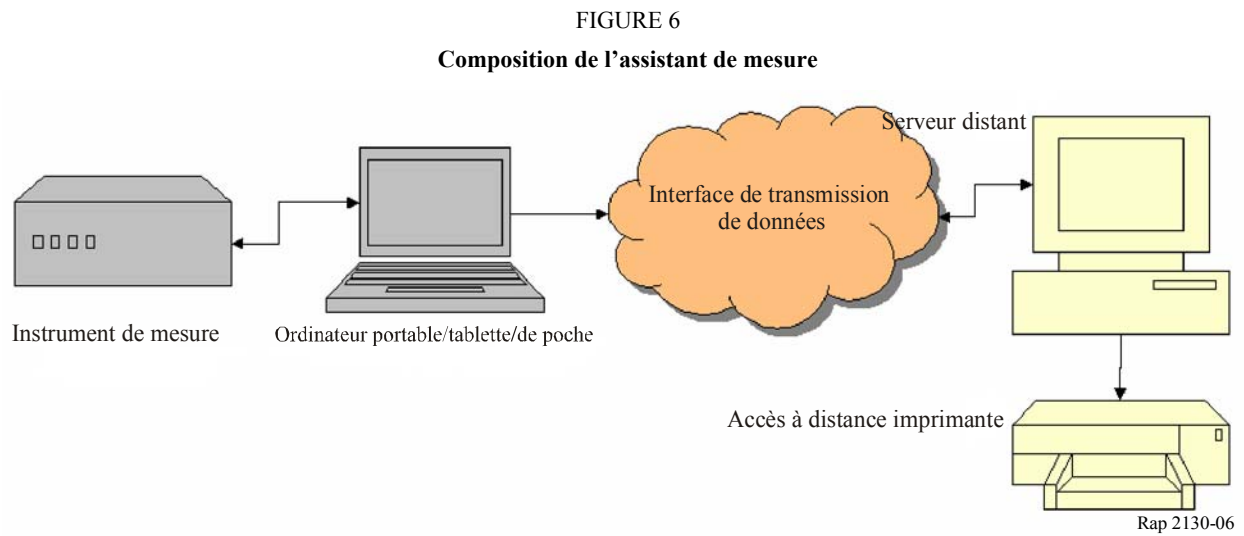 FIGURE 6
Composition de l'assistant de mesure
Serveur distant
Interface de transmission
de données
Instrument de mesure
Ordinateur portable/tablette/de poche
Accès à distance imprimante
Rap 2130-06